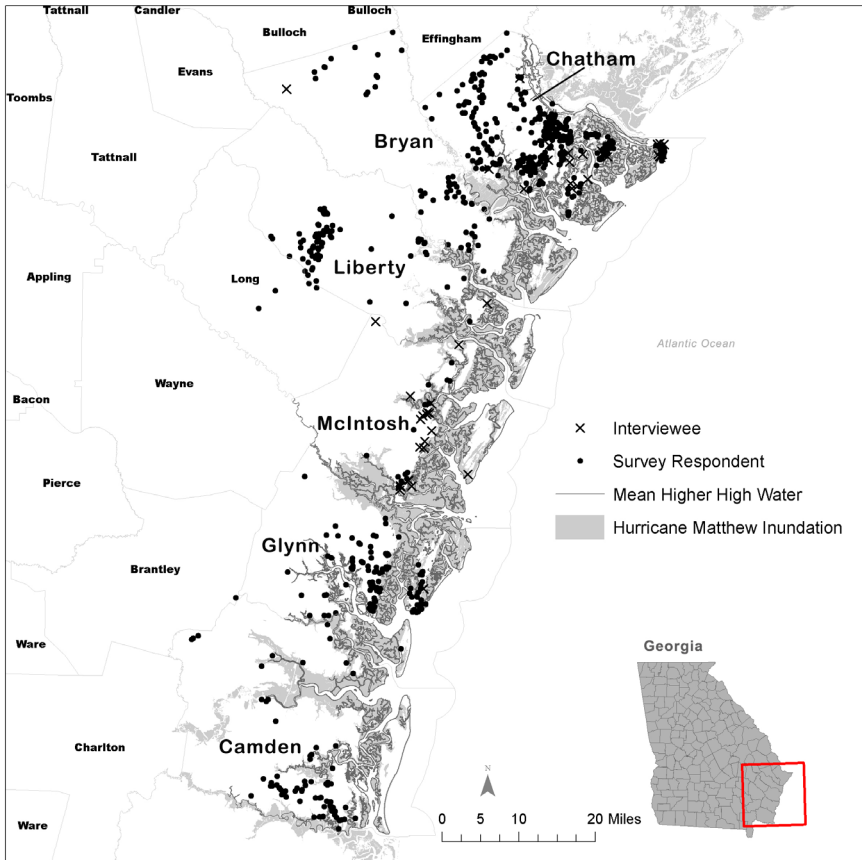 Tattnall
Candler
Bulloch
Bulloch
Effingham
Chatham
Evans
Toombs
Bryan
Tattnall
Liberty
Appling
Long
Atlantic Ocean
Wayne
Bacon
McIntosh
Interviewee
Survey Respondent
Pierce
Mean Higher High Water
Hurricane Matthew Inundation
Glynn
Brantley
Ware
Georgia
Charlton
Camden
N
Ware
0 5 10 20 Miles